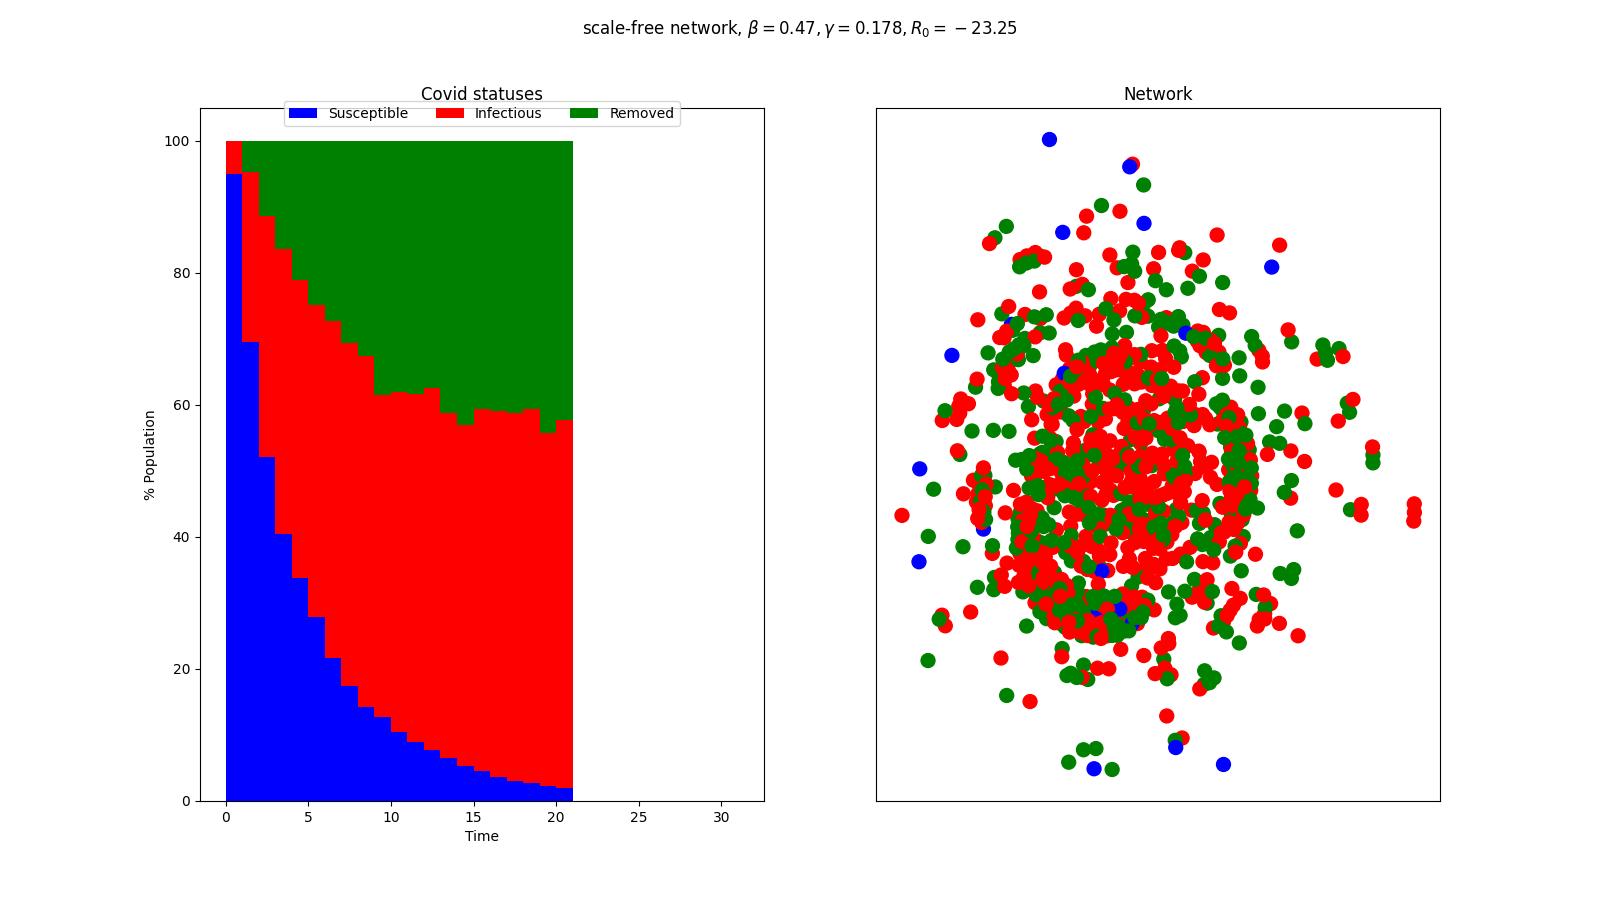 scale-free network, β = 0.47, γ = 0.178, R₀ = −23.25
Covid statuses
Susceptible Infectious Removed
% Population
100
80
60
40
20
0
0 5 10 15 20 25 30
Time
Network